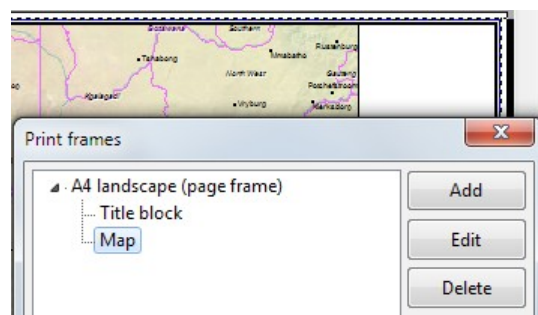 Botswana
Southern
Tshabong
Mmabatho
Rustenburg
North West
Gauteng
Potchefstroom
Kgalagadi
Vryburg
Klerksdorp
Print frames
A4 landscape (page frame)
Add
Title block
Map
Edit
Delete